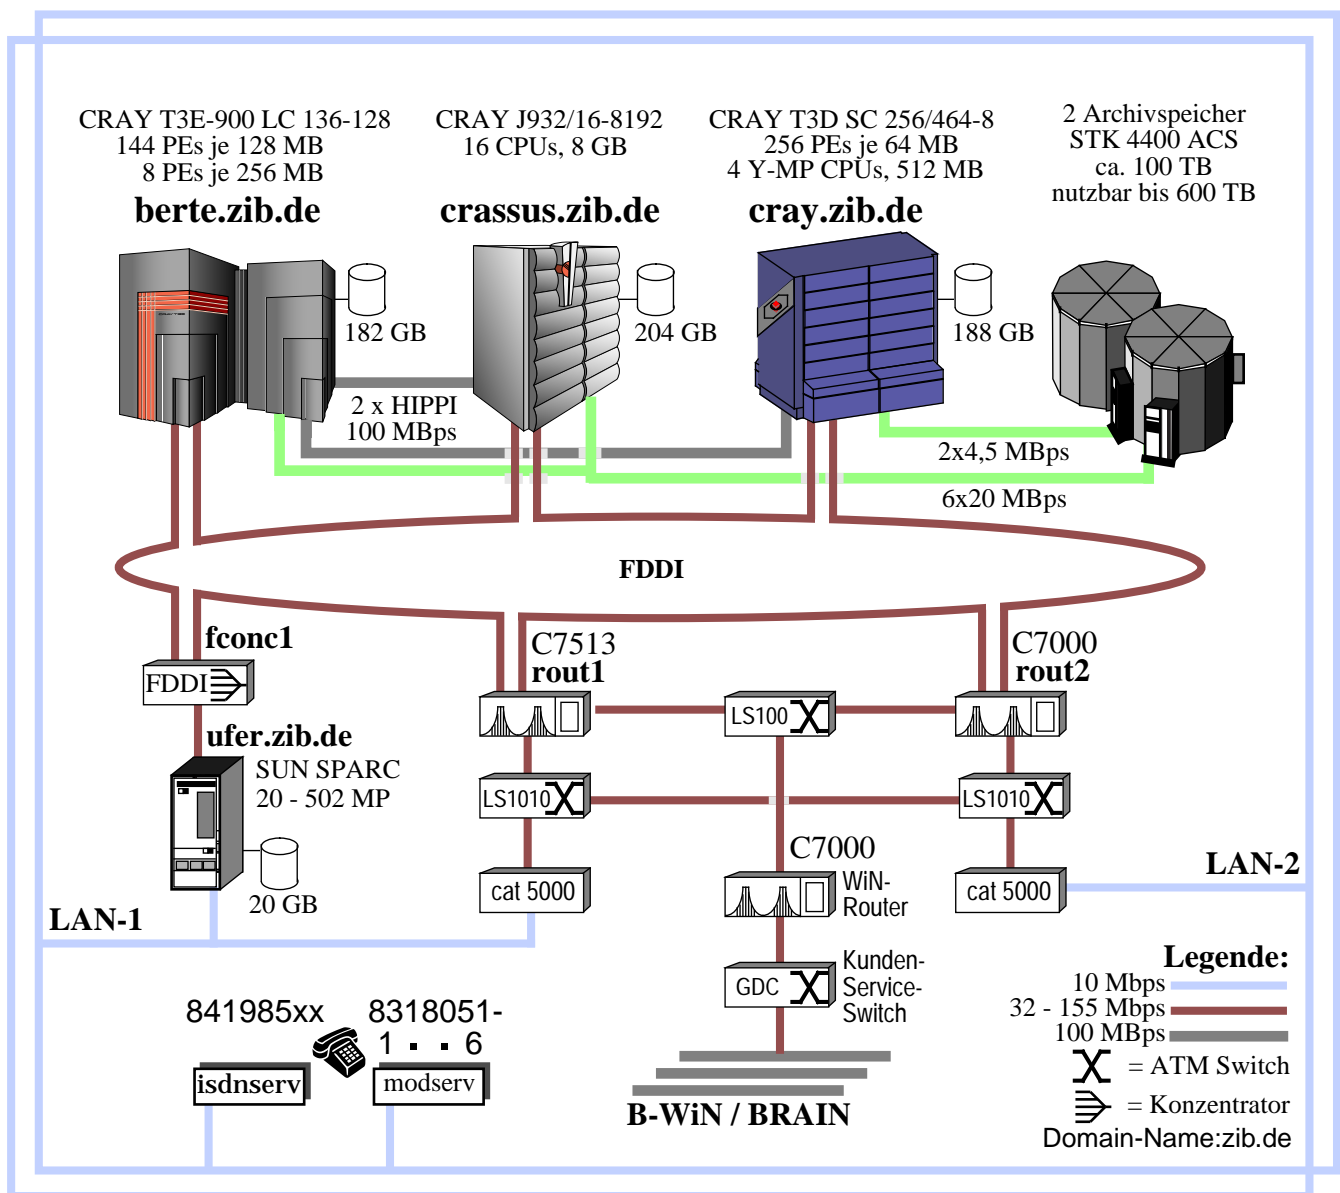 CRAY T3E-900 LC 136-128
144 PEs je 128 MB
8 PEs je 256 MB
berte.zib.de
CRAY J932/16-8192
16 CPUs, 8 GB
crassus.zib.de
CRAY T3D SC 256/464-8
256 PEs je 64 MB
4 Y-MP CPUs, 512 MB
cray.zib.de
2 Archivspeicher
STK 4400 ACS
ca. 100 TB
nutzbar bis 600 TB
182 GB
204 GB
188 GB
2 x HIPPI
100 MBps
2x4,5 MBps
6x20 MBps
FDDI
fconc1
FDDI
C7513
rout1
C7000
rout2
LS100
ufer.zib.de
SUN SPARC
20 - 502 MP
20 GB
LS1010
LS1010
cat 5000
C7000
WiN-
Router
cat 5000
LAN-2
LAN-1
GDC
Kunden-
Service-
Switch
B-WiN / BRAIN
841985xx
8318051-
1 . . 6
isdnserv
modserv
Legende:
10 Mbps
32 - 155 Mbps
100 MBps
= ATM Switch
= Konzentrator
Domain-Name:zib.de